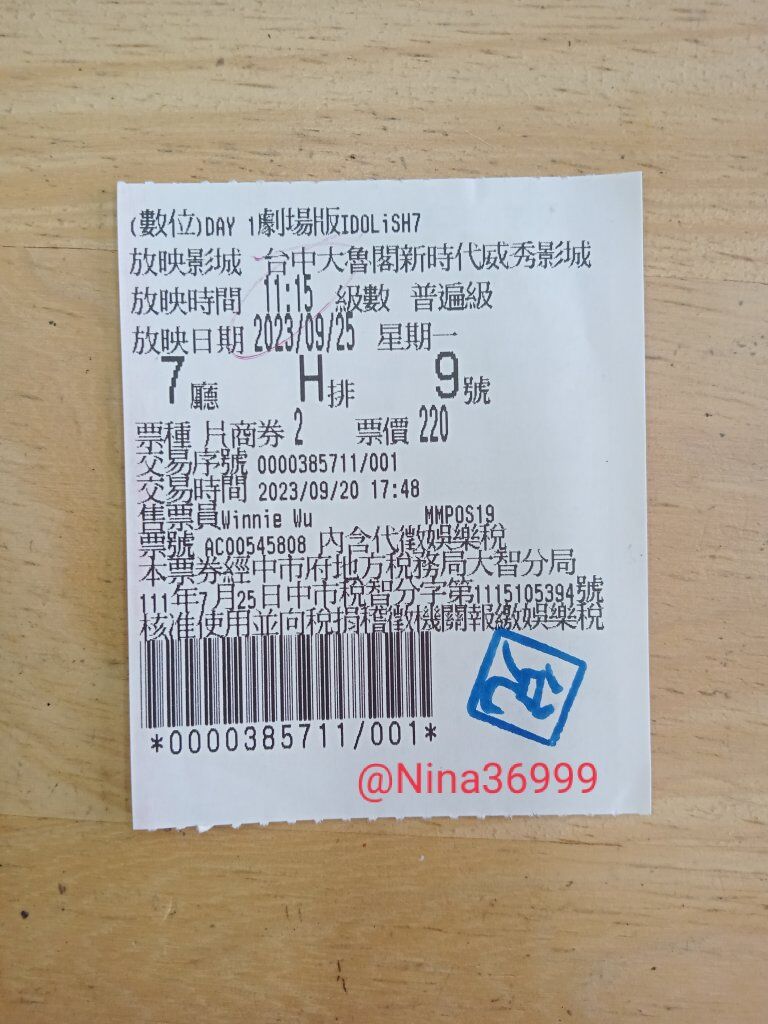 (數位)DAY 1劇場版IDOLiSH7
放映影城 台中大魯閣新時代威秀影城
放映時間 11:15 級數 普遍級
放映日期 2023/09/25 星期一
7廳 H排 9號
票種 片商券2 票價 220
交易序號 0000385711/001
交易時間 2023/09/20 17:48
售票員Winnie Wu MMPOS19
票號 AC00545808 內含代徵娛樂稅
本票券經中市府地方稅務局大智分局
111年7月25日中市稅智分字第1115105394號
核准使用並向稅捐稽徵機關報繳娛樂稅
*0000385711/001*
兌
@Nina36999